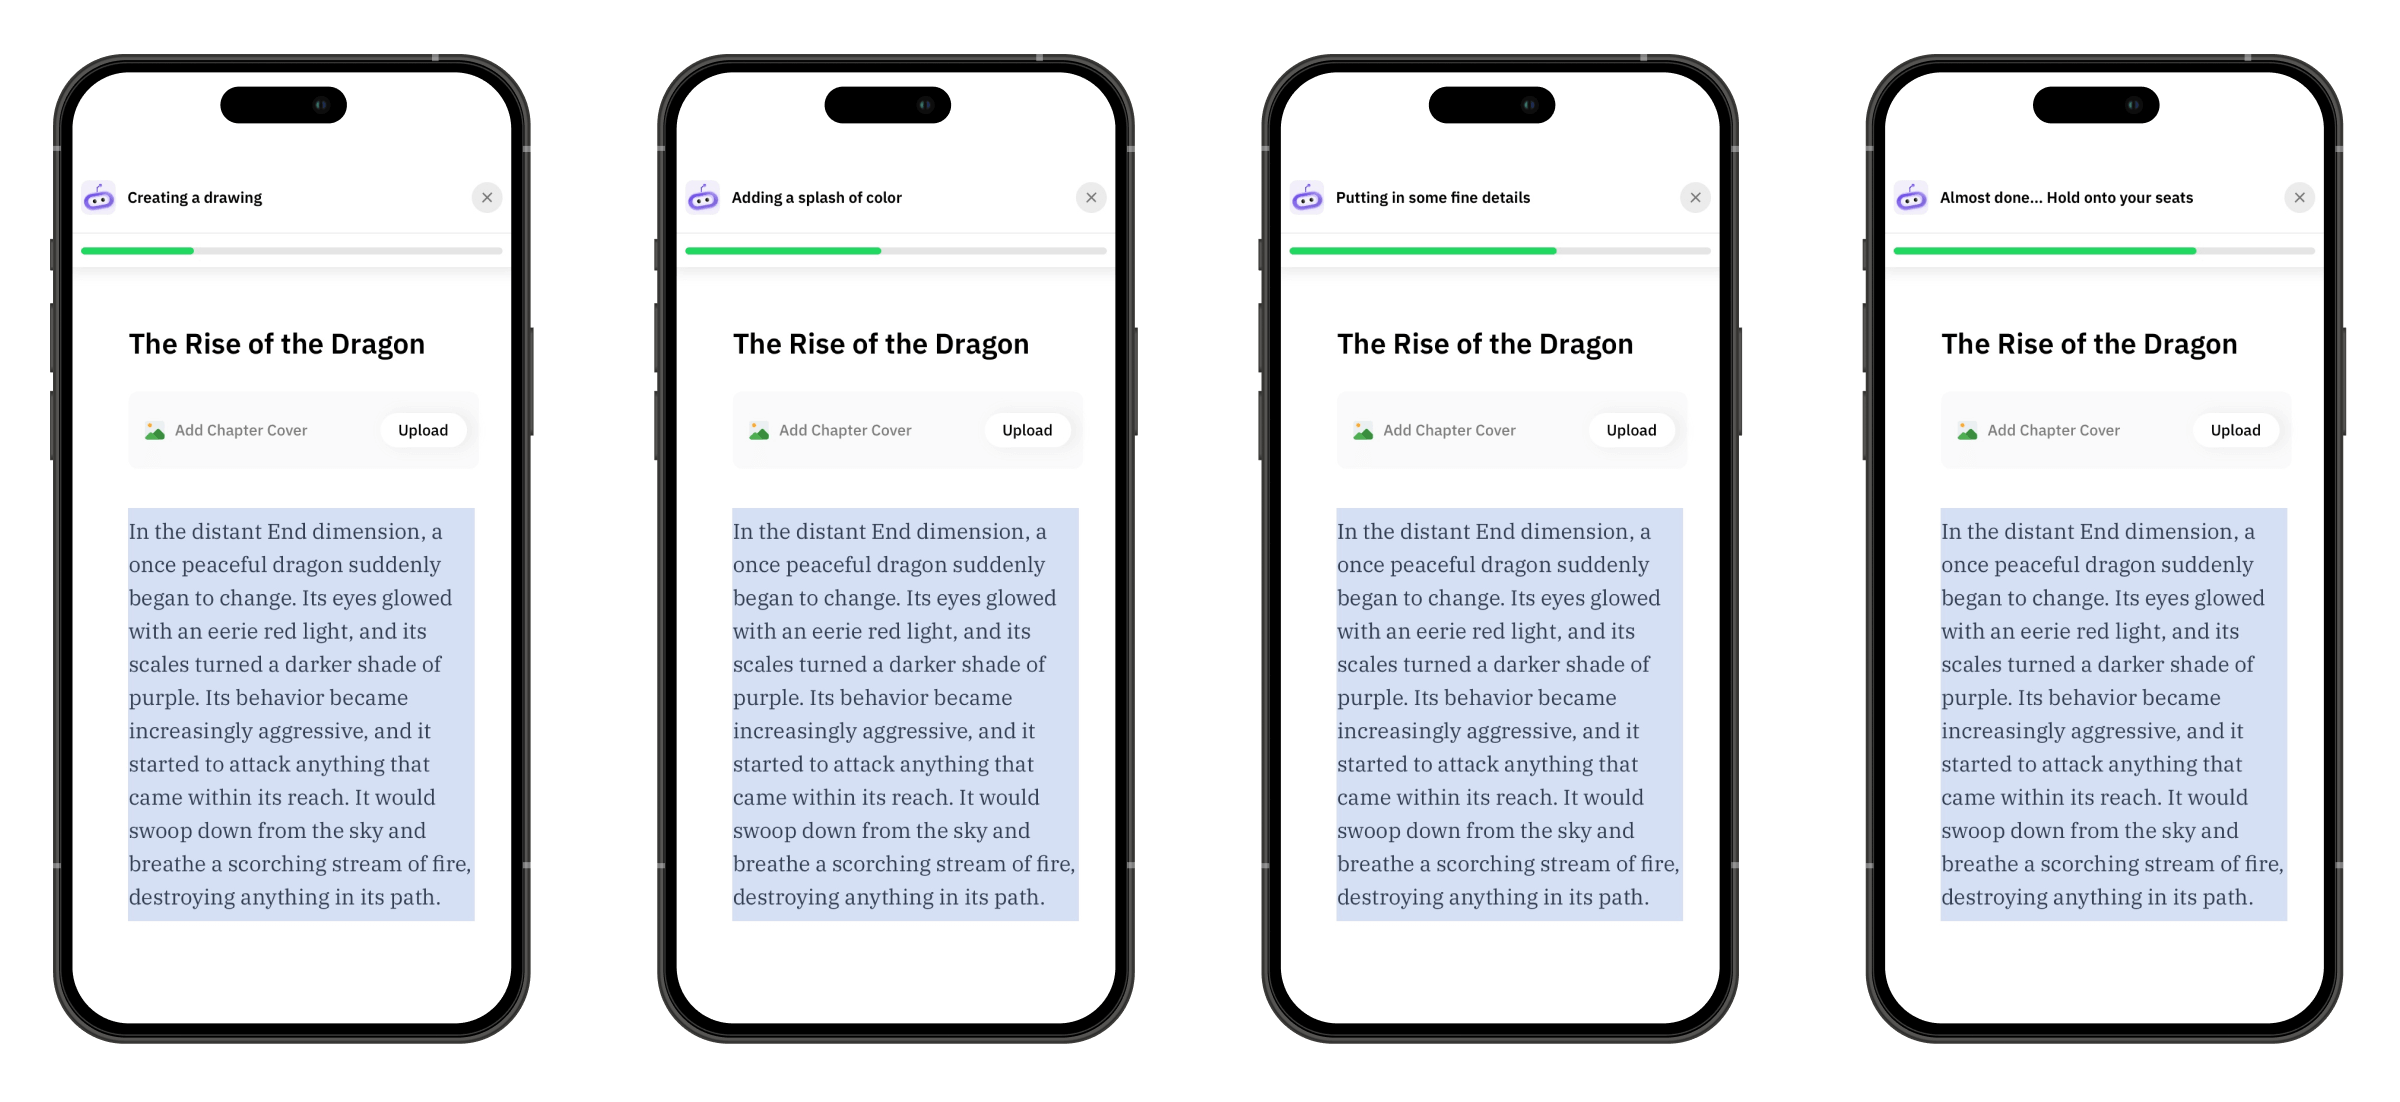 Creating a drawing
The Rise of the Dragon
Add Chapter Cover
Upload
In the distant End dimension, a
once peaceful dragon suddenly
began to change. Its eyes glowed
with an eerie red light, and its
scales turned a darker shade of
purple. Its behavior became
increasingly aggressive, and it
started to attack anything that
came within its reach. It would
swoop down from the sky and
breathe a scorching stream of fire,
destroying anything in its path.
Adding a splash of color
The Rise of the Dragon
Add Chapter Cover
Upload
In the distant End dimension, a
once peaceful dragon suddenly
began to change. Its eyes glowed
with an eerie red light, and its
scales turned a darker shade of
purple. Its behavior became
increasingly aggressive, and it
started to attack anything that
came within its reach. It would
swoop down from the sky and
breathe a scorching stream of fire,
destroying anything in its path.
Putting in some fine details
The Rise of the Dragon
Add Chapter Cover
Upload
In the distant End dimension, a
once peaceful dragon suddenly
began to change. Its eyes glowed
with an eerie red light, and its
scales turned a darker shade of
purple. Its behavior became
increasingly aggressive, and it
started to attack anything that
came within its reach. It would
swoop down from the sky and
breathe a scorching stream of fire,
destroying anything in its path.
Almost done... Hold onto your seats
The Rise of the Dragon
Add Chapter Cover
Upload
In the distant End dimension, a
once peaceful dragon suddenly
began to change. Its eyes glowed
with an eerie red light, and its
scales turned a darker shade of
purple. Its behavior became
increasingly aggressive, and it
started to attack anything that
came within its reach. It would
swoop down from the sky and
breathe a scorching stream of fire,
destroying anything in its path.